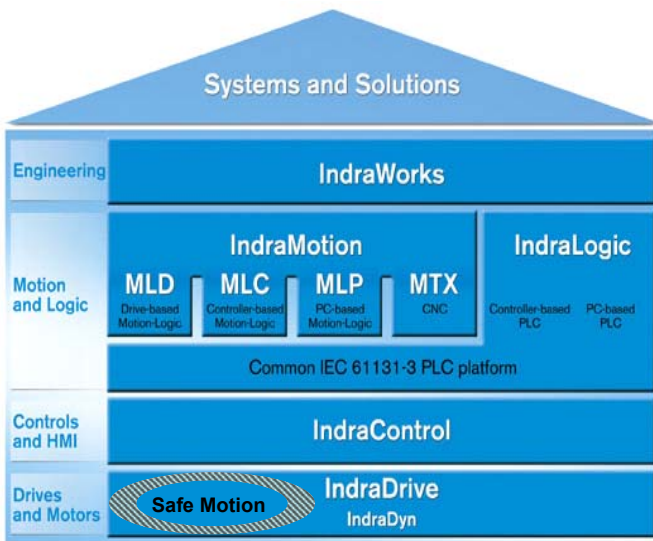 Systems and Solutions
Engineering
IndraWorks
Motion
and Logic
IndraMotion
IndraLogic
MLD
MLC
MLP
MTX
Drive-based
Motion-Logic
Controller-based
Motion-Logic
PC-based
Motion-Logic
CNC
Controller-based
PLC
PC-based
PLC
Common IEC 61131-3 PLC platform
Controls
and HMI
IndraControl
Drives
and Motors
Safe Motion
IndraDrive
IndraDyn